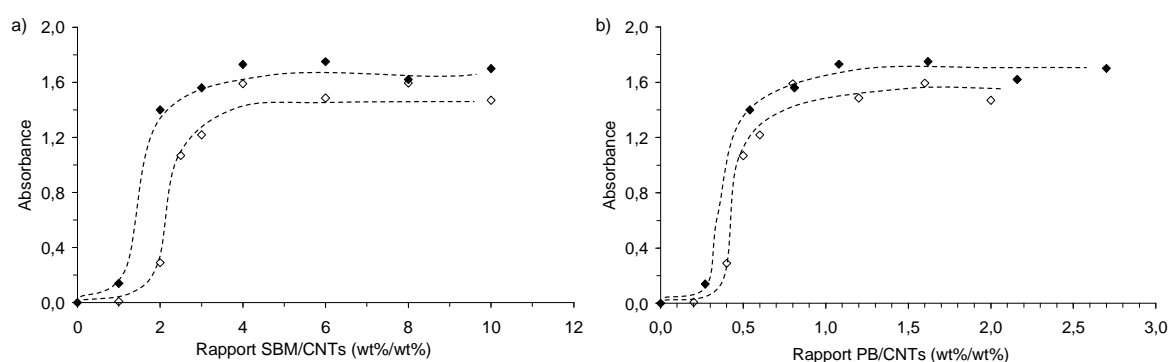 a)
Absorbance
2,0
1,6
1,2
0,8
0,4
0,0
0 2 4 6 8 10 12
Rapport SBM/CNTs (wt%/wt%)
b)
Absorbance
2,0
1,6
1,2
0,8
0,4
0,0
0,0 0,5 1,0 1,5 2,0 2,5 3,0
Rapport PB/CNTs (wt%/wt%)